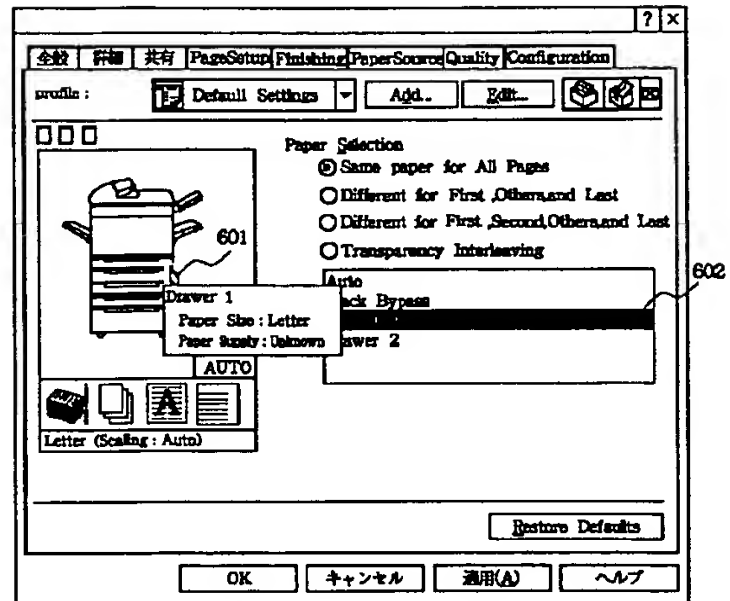 ? ×
全般 詳細 共有 PageSetup Finishing PaperSource Quality Configuration
profile : Default Settings Add... Edit...
Paper Selection
Same paper for All Pages
Different for First ,Others,and Last
Different for First ,Second,Others,and Last
Transparency Interleaving
601
602
Auto
ack Bypass
awer 2
Drawer 1
Paper Size : Letter
Paper Supply : Unknown
AUTO
A
Letter (Scaling : Auto)
Restore Defaults
OK キャンセル 適用(A) ヘルプ